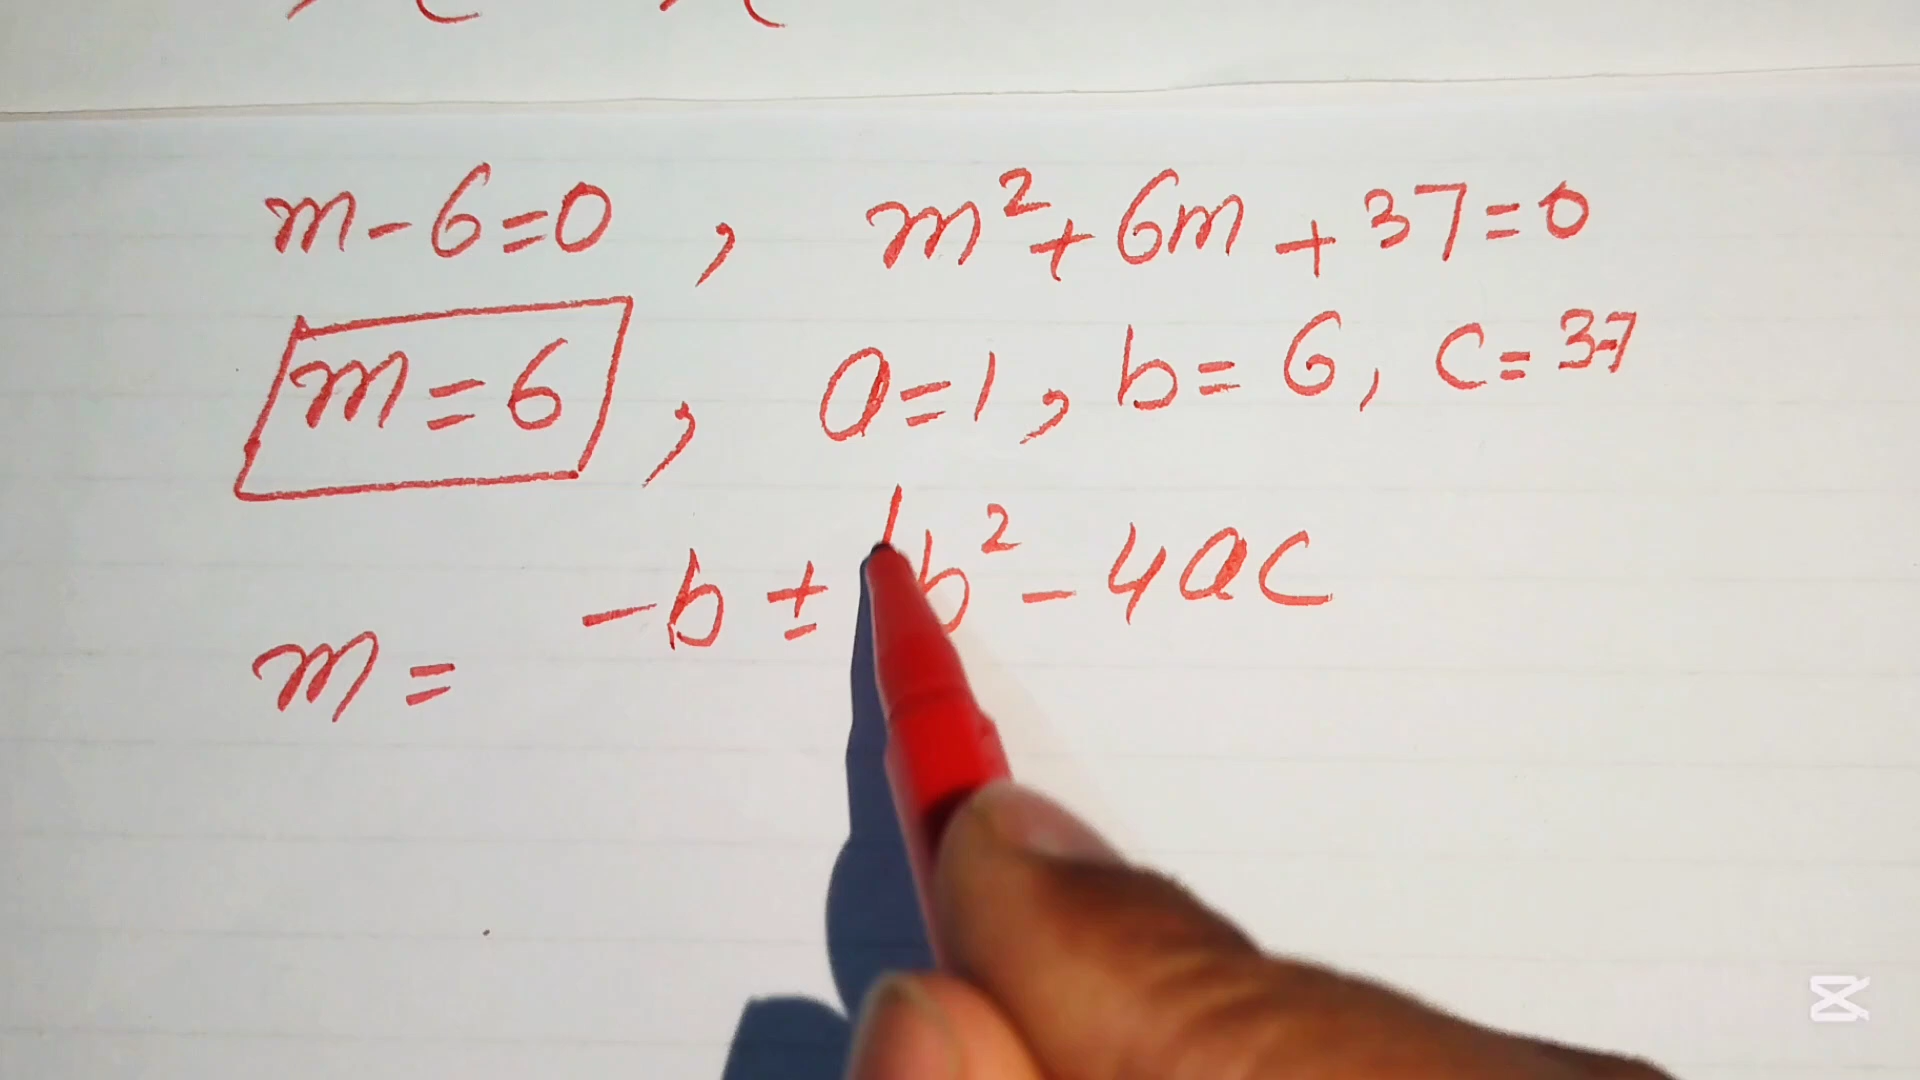 m - 6 = 0 , m² + 6m + 37 = 0
m = 6 , a = 1 , b = 6 , c = 37
-b ± b² - 4ac
m =